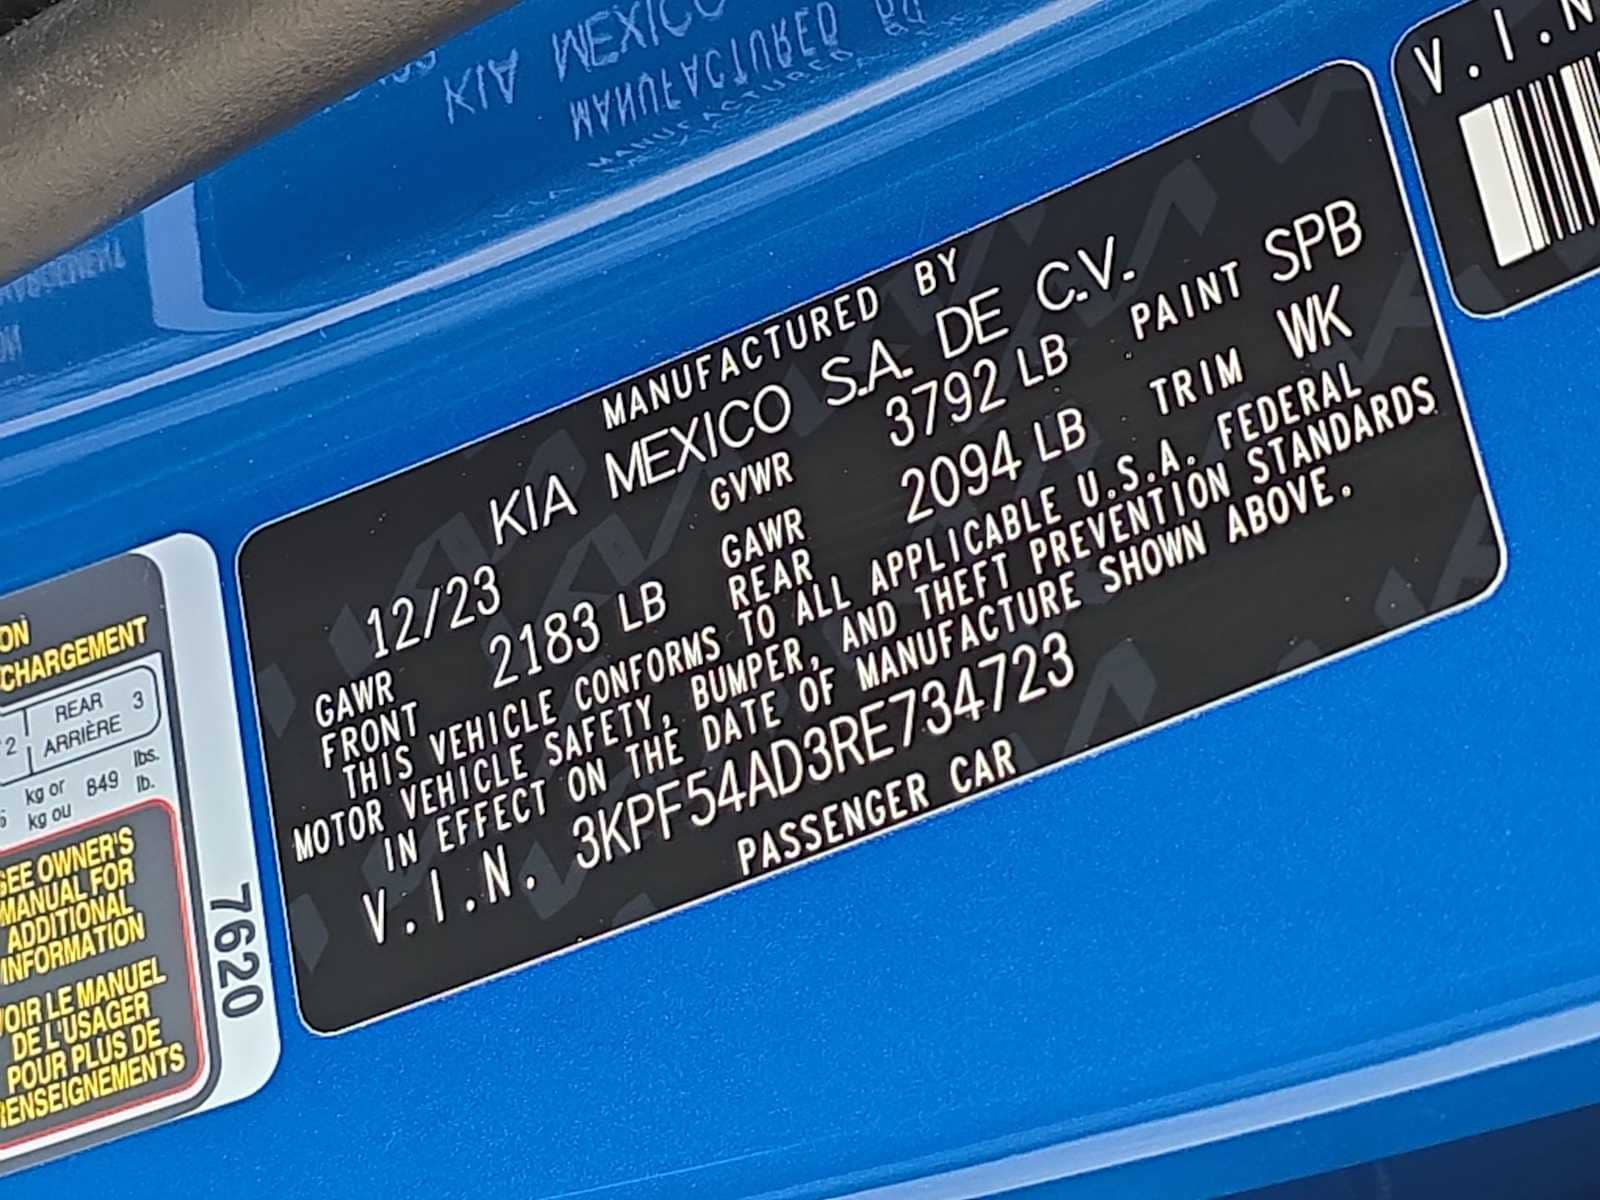 MANUFACTURED BY
KIA MEXICO S.A. DE C.V.
12/23 GVWR 3792 LB PAINT SPB
GAWR FRONT 2183 LB GAWR REAR 2094 LB TRIM WK
THIS VEHICLE CONFORMS TO ALL APPLICABLE U.S.A. FEDERAL
MOTOR VEHICLE SAFETY, BUMPER, AND THEFT PREVENTION STANDARDS
IN EFFECT ON THE DATE OF MANUFACTURE SHOWN ABOVE.
V.I.N. 3KPF54AD3RE734723
PASSENGER CAR
V.I.N
CHARGEMENT
REAR 3
ARRIÈRE
2
kg or 849 lbs.
kg ou lb.
SEE OWNER'S
MANUAL FOR
ADDITIONAL
INFORMATION
VOIR LE MANUEL
DE L'USAGER
POUR PLUS DE
RENSEIGNEMENTS
7620
KIA MEXICO
MANUFACTURED BY